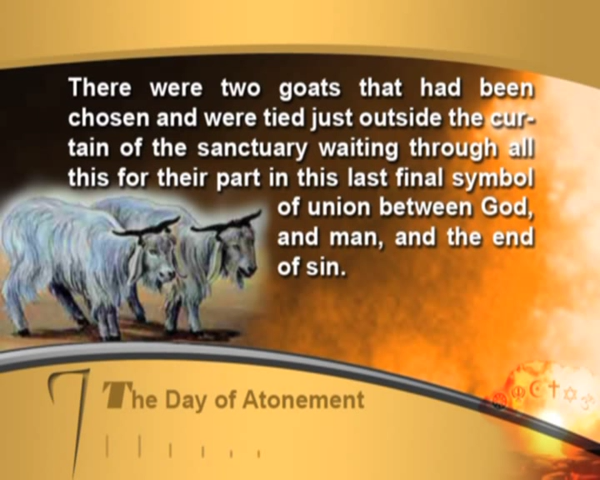 There were two goats that had been
chosen and were tied just outside the cur-
tain of the sanctuary waiting through all
this for their part in this last final symbol
of union between God,
and man, and the end
of sin.
The Day of Atonement